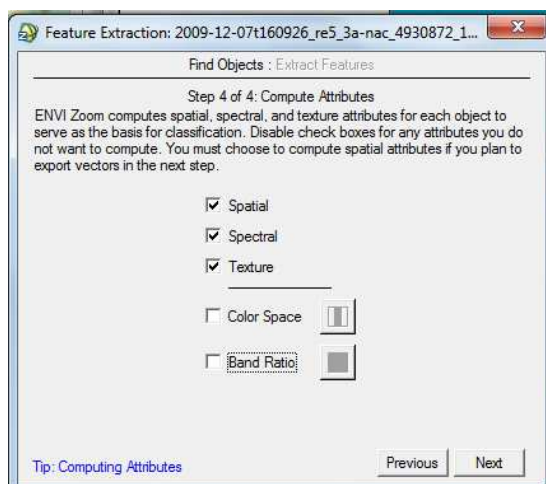 Feature Extraction: 2009-12-07t160926_re5_3a-nac_4930872_1...
Find Objects : Extract Features
Step 4 of 4: Compute Attributes
ENVI Zoom computes spatial, spectral, and texture attributes for each object to
serve as the basis for classification. Disable check boxes for any attributes you do
not want to compute. You must choose to compute spatial attributes if you plan to
export vectors in the next step.
Spatial
Spectral
Texture
Color Space
Band Ratio
Tip: Computing Attributes
Previous Next